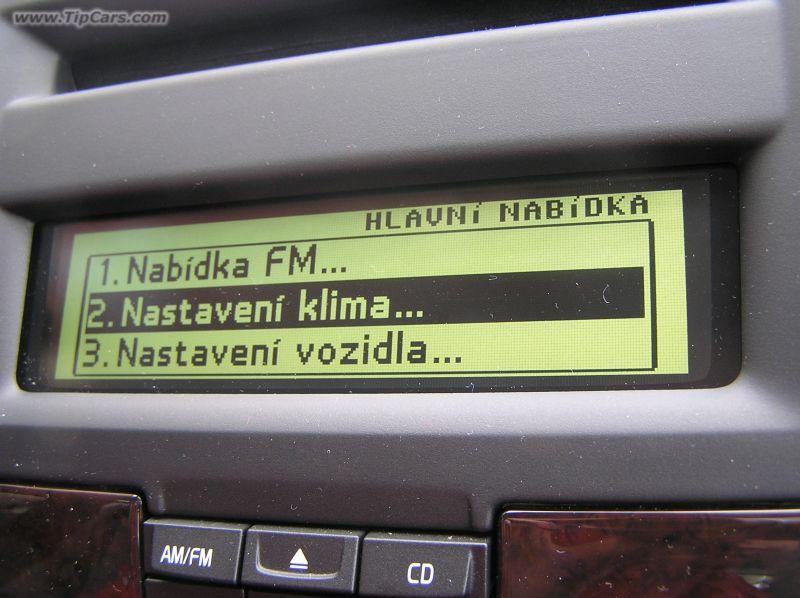 www.TipCars.com
HLAVNÍ NABÍDKA
1. Nabídka FM...
2. Nastavení klima...
3. Nastavení vozidla...
AM/FM
CD